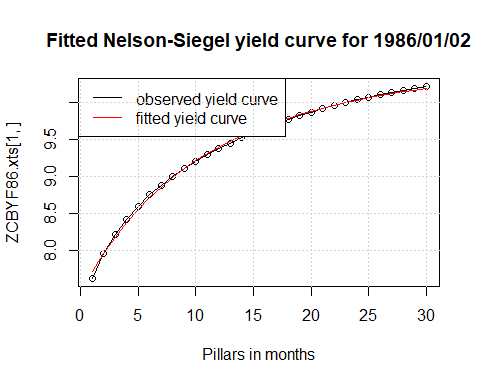 Fitted Nelson-Siegel yield curve for 1986/01/02
observed yield curve
fitted yield curve
ZCBYF86.xts[1, ]
9.5
9.0
8.5
8.0
0 5 10 15 20 25 30
Pillars in months